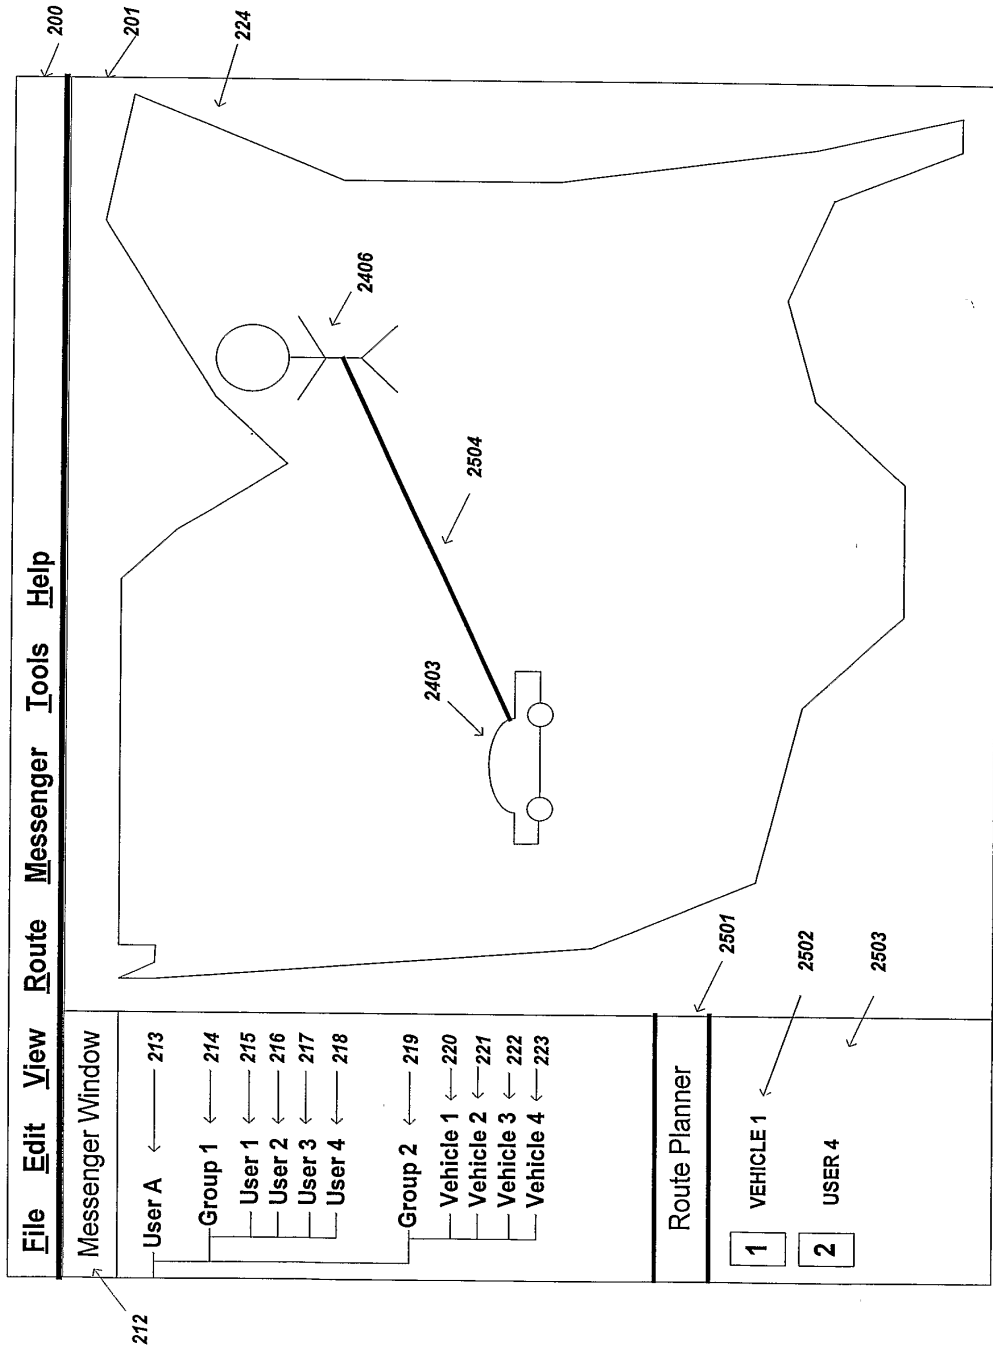 200
File Edit View Route Messenger Tools Help
201
Messenger Window
212
224
User A 213
Group 1 214
User 1 215
User 2 216
User 3 217
User 4 218
Group 2 219
Vehicle 1 220
Vehicle 2 221
Vehicle 3 222
Vehicle 4 223
2406
2504
2403
Route Planner
2501
1 VEHICLE 1
2502
2 USER 4
2503